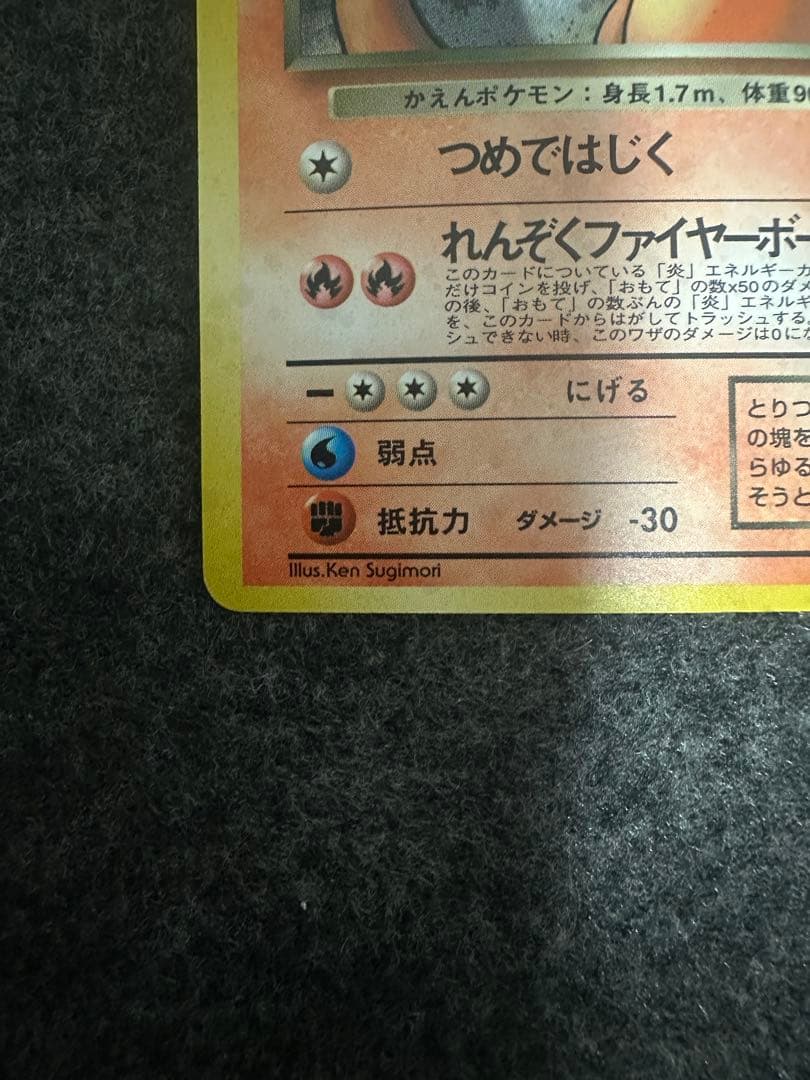 かえんポケモン：身長1.7m、体重90
つめではじく
れんぞくファイヤーボー
このカードについている「炎」エネルギーカ
だけコインを投げ、「おもて」の数x50のダメ
の後、「おもて」の数ぶんの「炎」エネルギ
を、このカードからはがしてトラッシュする。
シュできない時、このワザのダメージは0にな
にげる
弱点
抵抗力 ダメージ -30
とりつ
の塊を
らゆる
そうと
Illus.Ken Sugimori